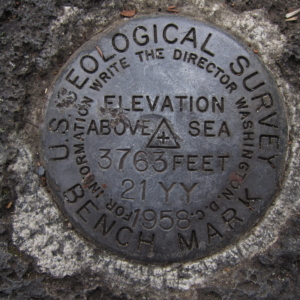 U.S. GEOLOGICAL SURVEY
FOR INFORMATION WRITE THE DIRECTOR WASHINGTON, D.C.
ELEVATION
ABOVE SEA
3763 FEET
21 YY
1958
BENCH MARK